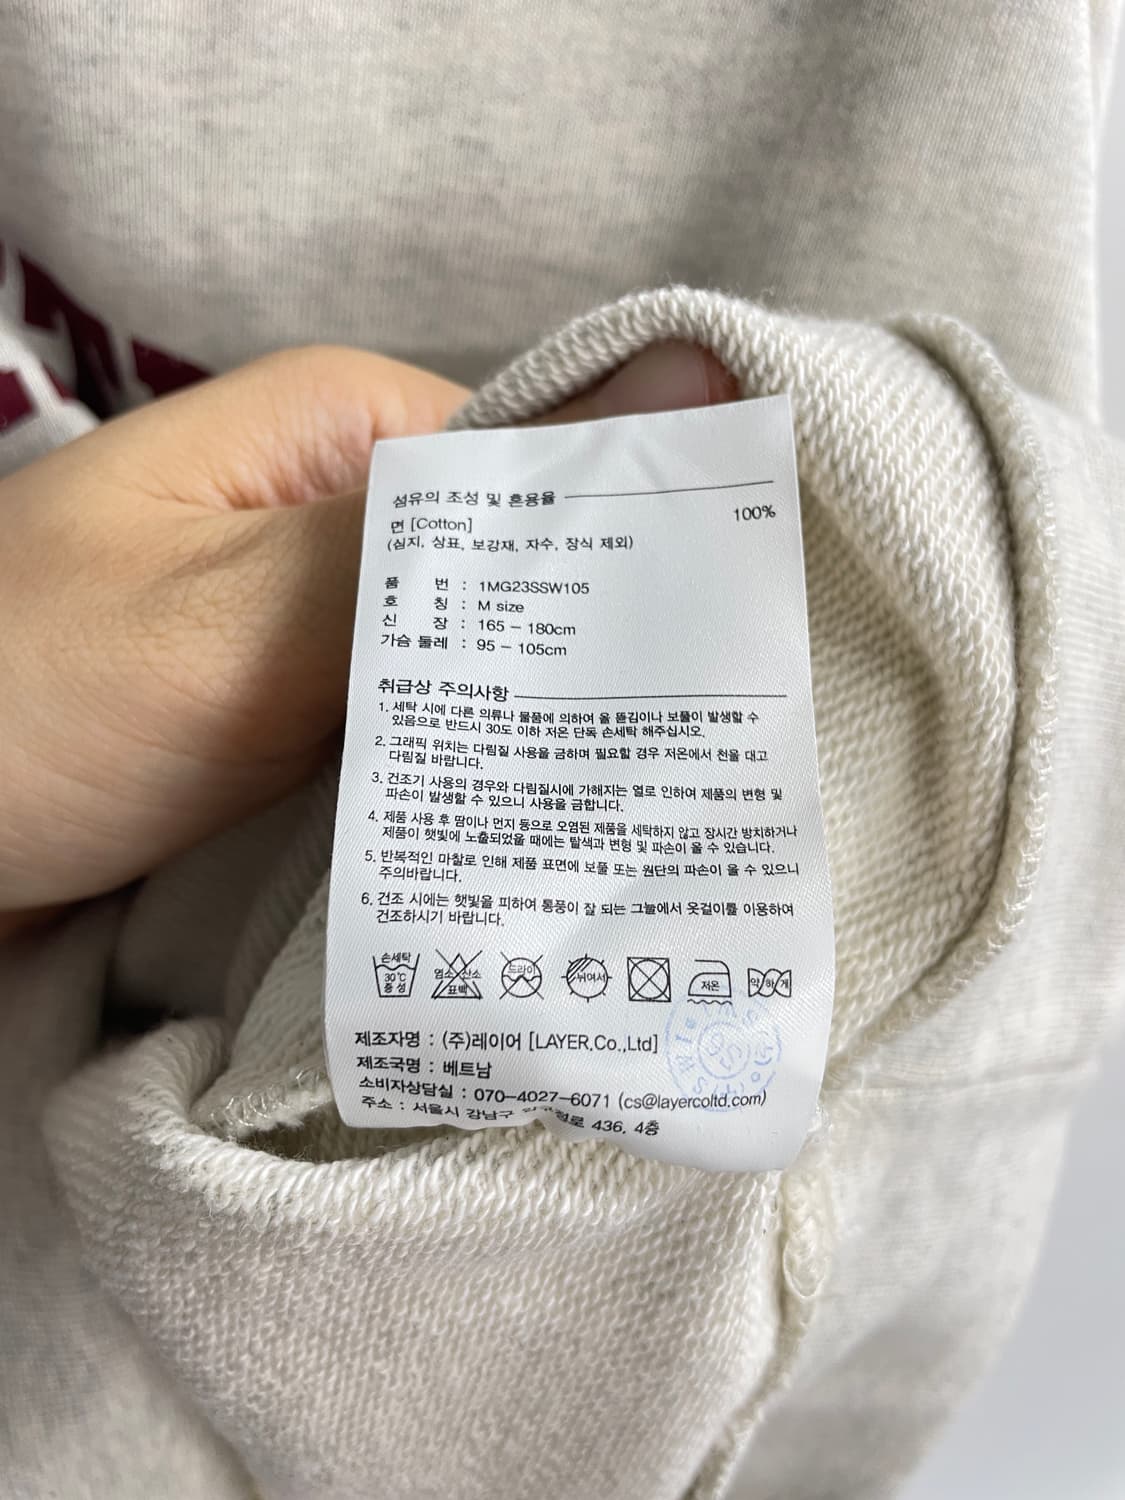 섬유의 조성 및 혼용율
면 [Cotton] 100%
(심지, 상표, 보강재, 자수, 장식 제외)
품 번 : 1MG23SSW105
호 칭 : M size
신 장 : 165 – 180cm
가슴 둘레 : 95 – 105cm
취급상 주의사항
1. 세탁 시에 다른 의류나 물품에 의하여 올 뜯김이나 보풀이 발생할 수
있음으로 반드시 30도 이하 저온 단독 손세탁 해주십시오.
2. 그래픽 위치는 다림질 사용을 금하며 필요할 경우 저온에서 천을 대고
다림질 바랍니다.
3. 건조기 사용의 경우와 다림질시에 가해지는 열로 인하여 제품의 변형 및
파손이 발생할 수 있으니 사용을 금합니다.
4. 제품 사용 후 땀이나 먼지 등으로 오염된 제품을 세탁하지 않고 장시간 방치하거나
제품이 햇빛에 노출되었을 때에는 탈색과 변형 및 파손이 올 수 있습니다.
5. 반복적인 마찰로 인해 제품 표면에 보풀 또는 원단의 파손이 올 수 있으니
주의바랍니다.
6. 건조 시에는 햇빛을 피하여 통풍이 잘 되는 그늘에서 옷걸이를 이용하여
건조하시기 바랍니다.
손세탁 30℃ 중성
염소 산소 표백
드라이
뉘여서
저온
약하게
제조자명 : (주)레이어 [LAYER.Co.,Ltd]
제조국명 : 베트남
소비자상담실 : 070–4027–6071 (cs@layercoltd.com)
주소 : 서울시 강남구 436, 4층